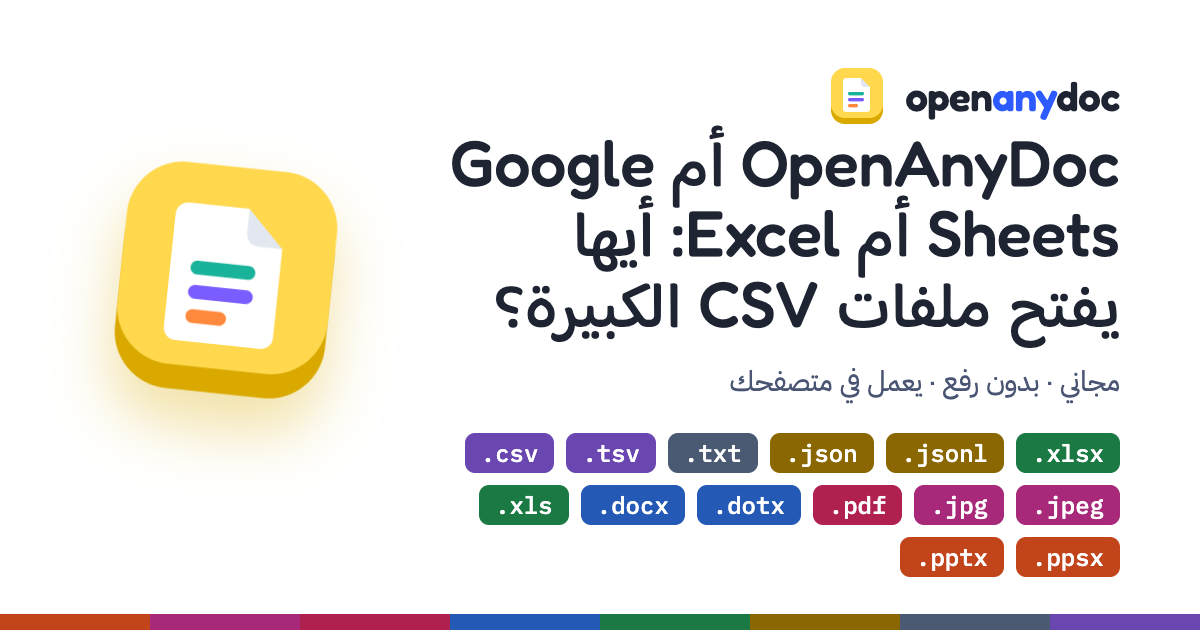 openanydoc
OpenAnyDoc أم Google
Sheets أم Excel: أيها
يفتح ملفات CSV الكبيرة؟
مجاني · بدون رفع · يعمل في متصفحك
.xlsx .jsonl .json .txt .tsv .csv
.jpeg .jpg .pdf .dotx .docx .xls
.ppsx .pptx